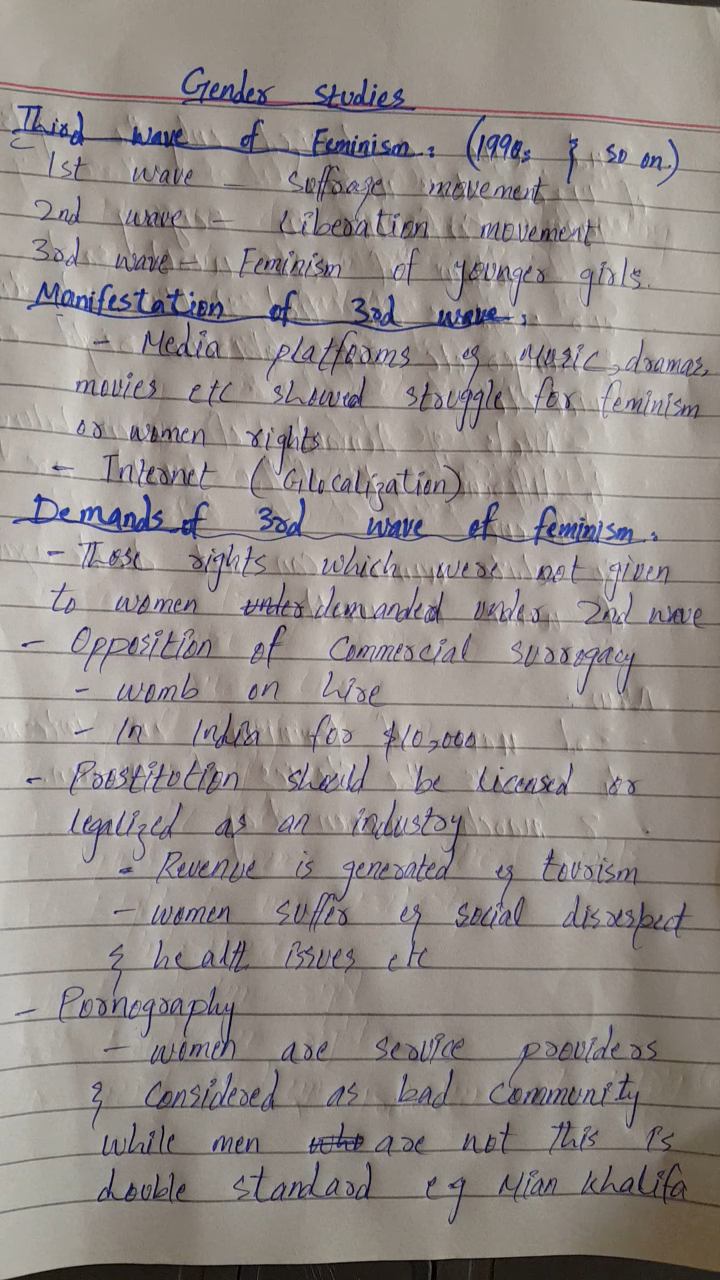 Gender studies
Third wave of Feminism: (1990s & so on)
1st wave - suffrage movement
2nd wave - Liberation movement
3rd wave - Feminism of younger girls.
Manifestation of 3rd wave:
- Media platforms eg Music, dramas,
movies etc showed struggle for feminism
or women rights
- Internet (Glocalization)
Demands of 3rd wave of feminism:
- Those rights which were not given
to women under demanded under 2nd wave
- Opposition of Commercial surrogacy
- womb on hire
- In India for $10,000
- Prostitution should be licensed or
legalized as an industry
- Revenue is generated eg tourism
- women suffer eg social disrespect
& health issues etc
- Pornography
- women are service providers
& considered as bad community
while men who are not this is
double standard eg Mian Khalifa